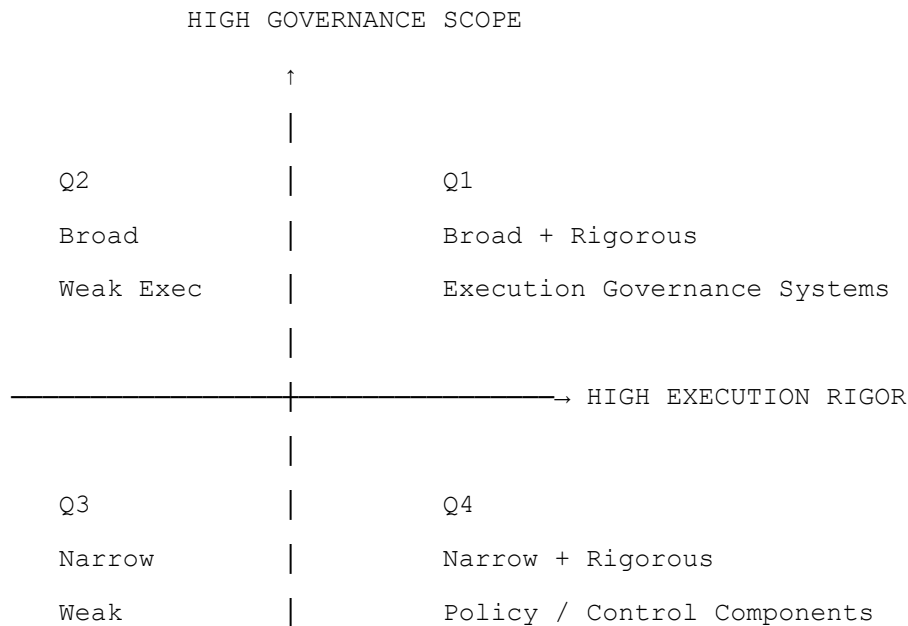 HIGH GOVERNANCE SCOPE
↑
│
Q2 │ Q1
Broad │ Broad + Rigorous
Weak Exec │ Execution Governance Systems
│
──────────────────┼─────────────────→ HIGH EXECUTION RIGOR
│
Q3 │ Q4
Narrow │ Narrow + Rigorous
Weak │ Policy / Control Components